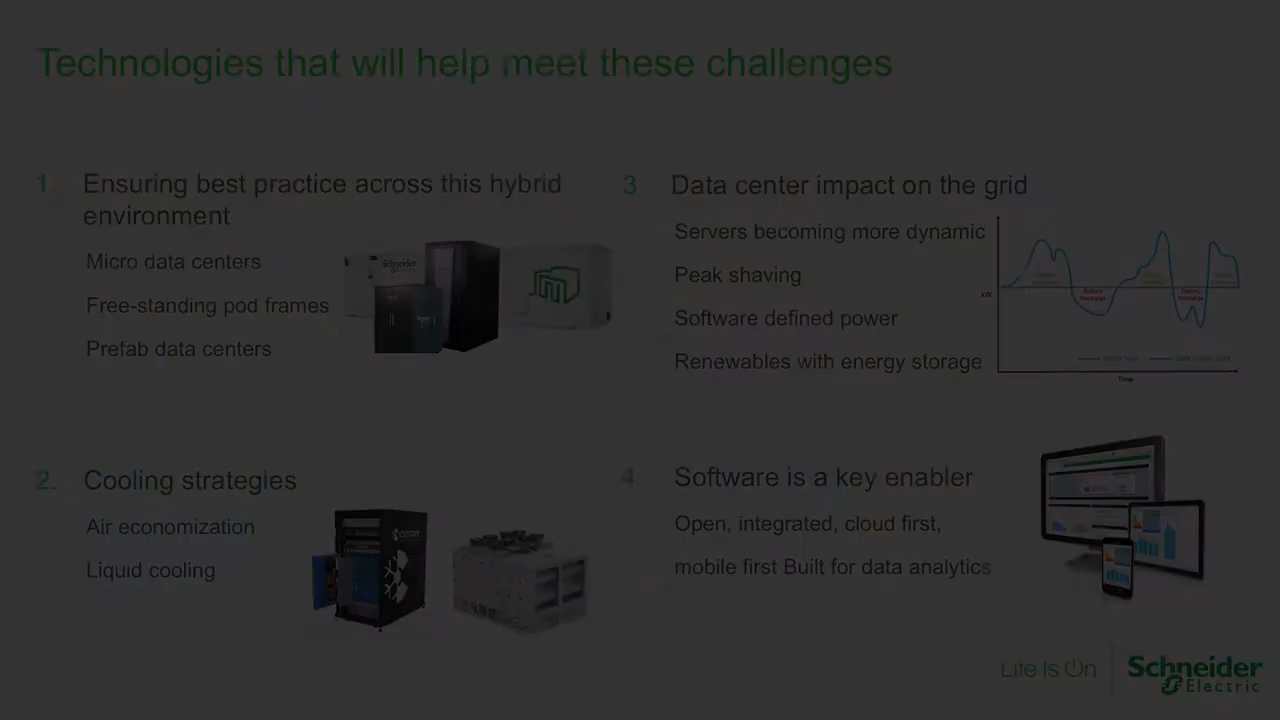 Technologies that will help meet these challenges
1. Ensuring best practice across this hybrid
environment
Micro data centers
Free-standing pod frames
Prefab data centers
Schneider
2. Cooling strategies
Air economization
Liquid cooling
3 Data center impact on the grid
Servers becoming more dynamic
Peak shaving
Software defined power
Renewables with energy storage
kW
Time
4 Software is a key enabler
Open, integrated, cloud first,
mobile first Built for data analytics
Life Is On
Schneider
Electric